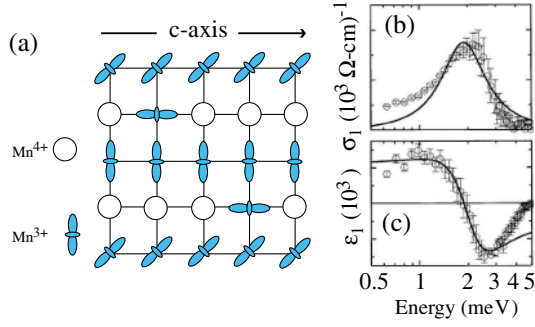 (a)
c-axis
Mn4+
Mn3+
(b)
σ1 (10³ Ω-cm)-1
ε1 (10³)
(c)
0.5 1 2 3 4 5
Energy (meV)